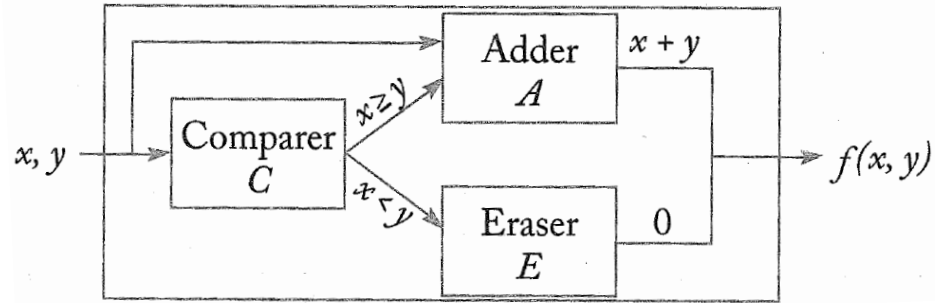 x, y
Comparer
C
x ≥ y
x < y
Adder
A
x + y
Eraser
E
0
f(x, y)